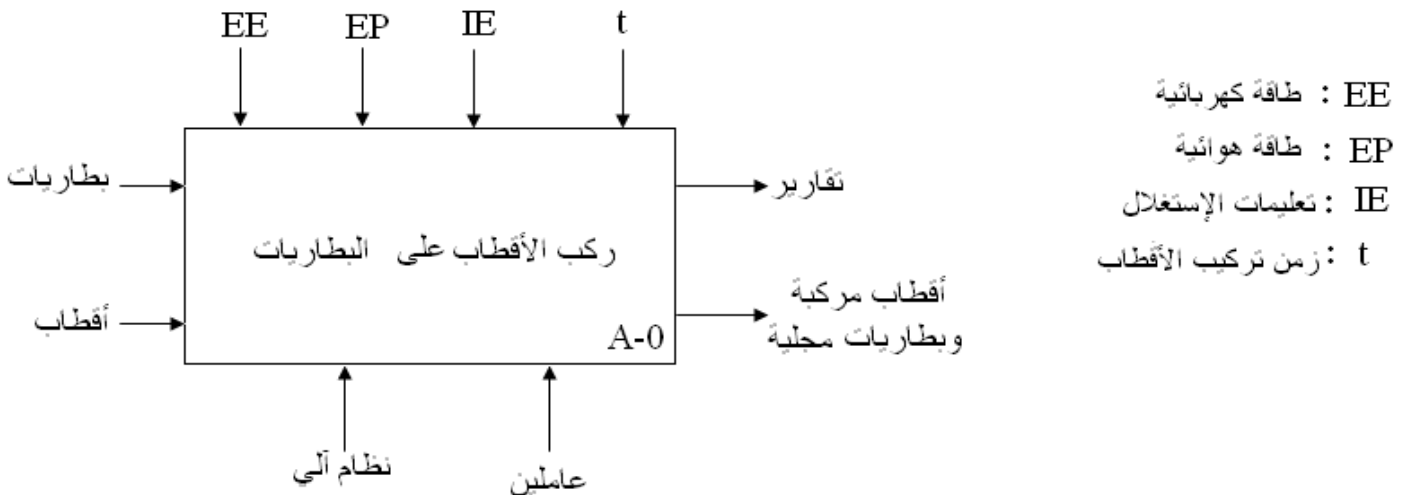 EE EP IE t
EE : طاقة كهربائية
EP : طاقة هوائية
IE : تعليمات الإستغلال
t : زمن تركيب الأقطاب
بطاريات
تقارير
ركب الأقطاب على البطاريات
أقطاب
أقطاب مركبة
وبطاريات مجلية
A-0
نظام آلي
عاملين